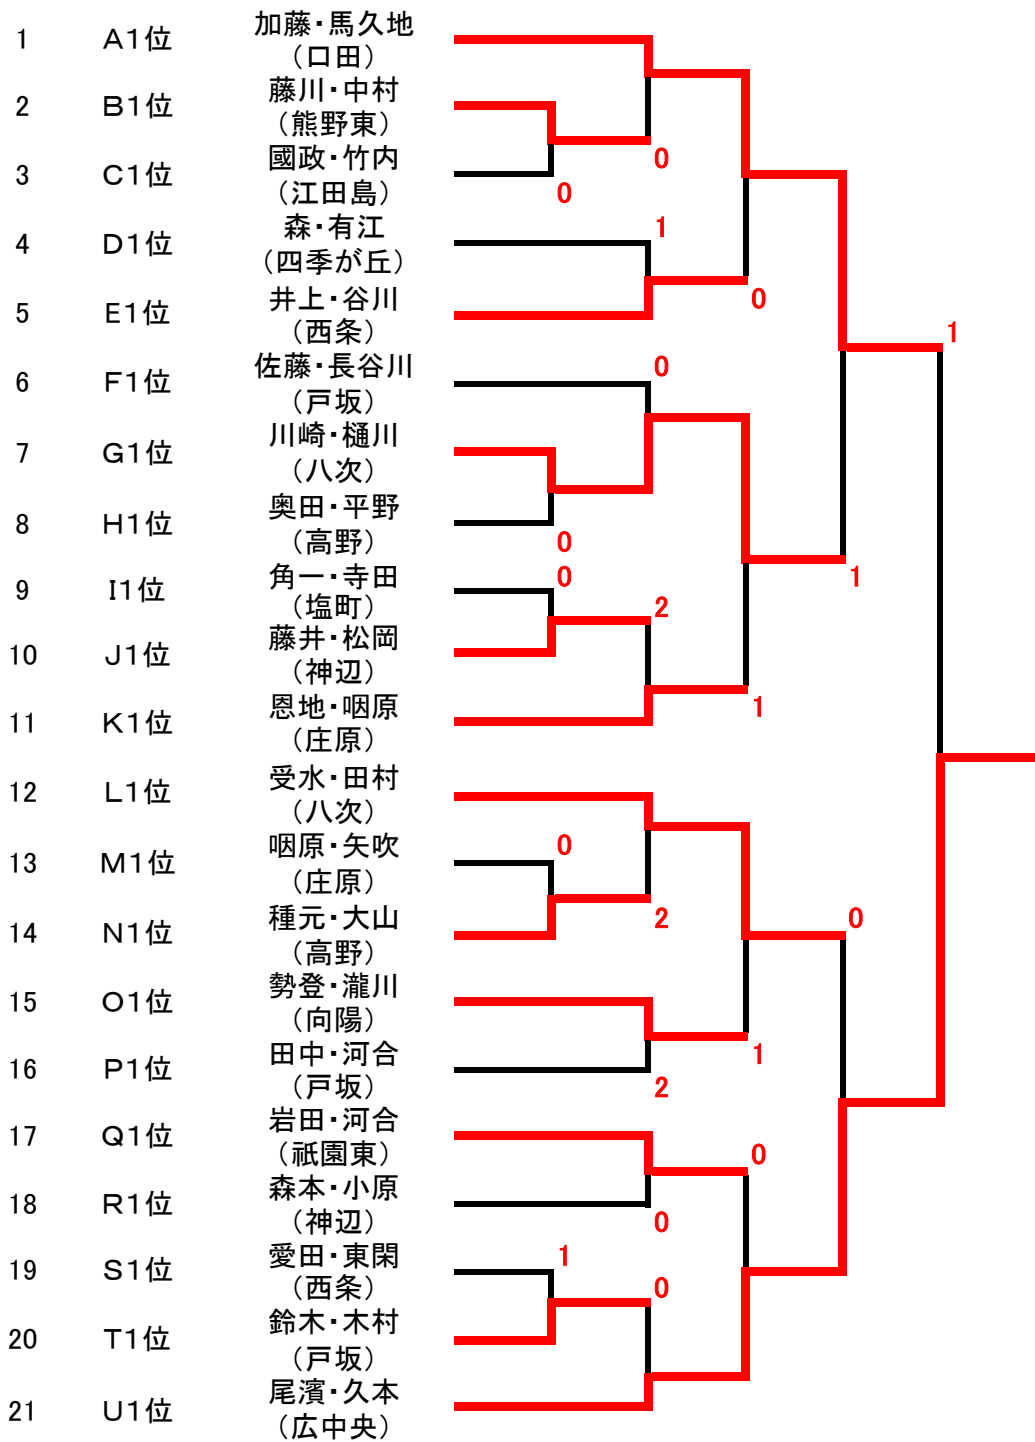 1 A1位 加藤・馬久地
（口田）
2 B1位 藤川・中村
（熊野東）
0
3 C1位 國政・竹内
（江田島）
0
4 D1位 森・有江
（四季が丘）
1
0
5 E1位 井上・谷川
（西条）
1
6 F1位 佐藤・長谷川
（戸坂）
0
7 G1位 川崎・樋川
（八次）
8 H1位 奥田・平野
（高野）
0
9 I1位 角一・寺田
（塩町）
0
2
1
10 J1位 藤井・松岡
（神辺）
11 K1位 恩地・咽原
（庄原）
1
12 L1位 受水・田村
（八次）
13 M1位 咽原・矢吹
（庄原）
0
14 N1位 種元・大山
（高野）
2
0
15 O1位 勢登・瀧川
（向陽）
1
16 P1位 田中・河合
（戸坂）
2
17 Q1位 岩田・河合
（祇園東）
0
18 R1位 森本・小原
（神辺）
0
19 S1位 愛田・東閑
（西条）
1
0
20 T1位 鈴木・木村
（戸坂）
21 U1位 尾濱・久本
（広中央）